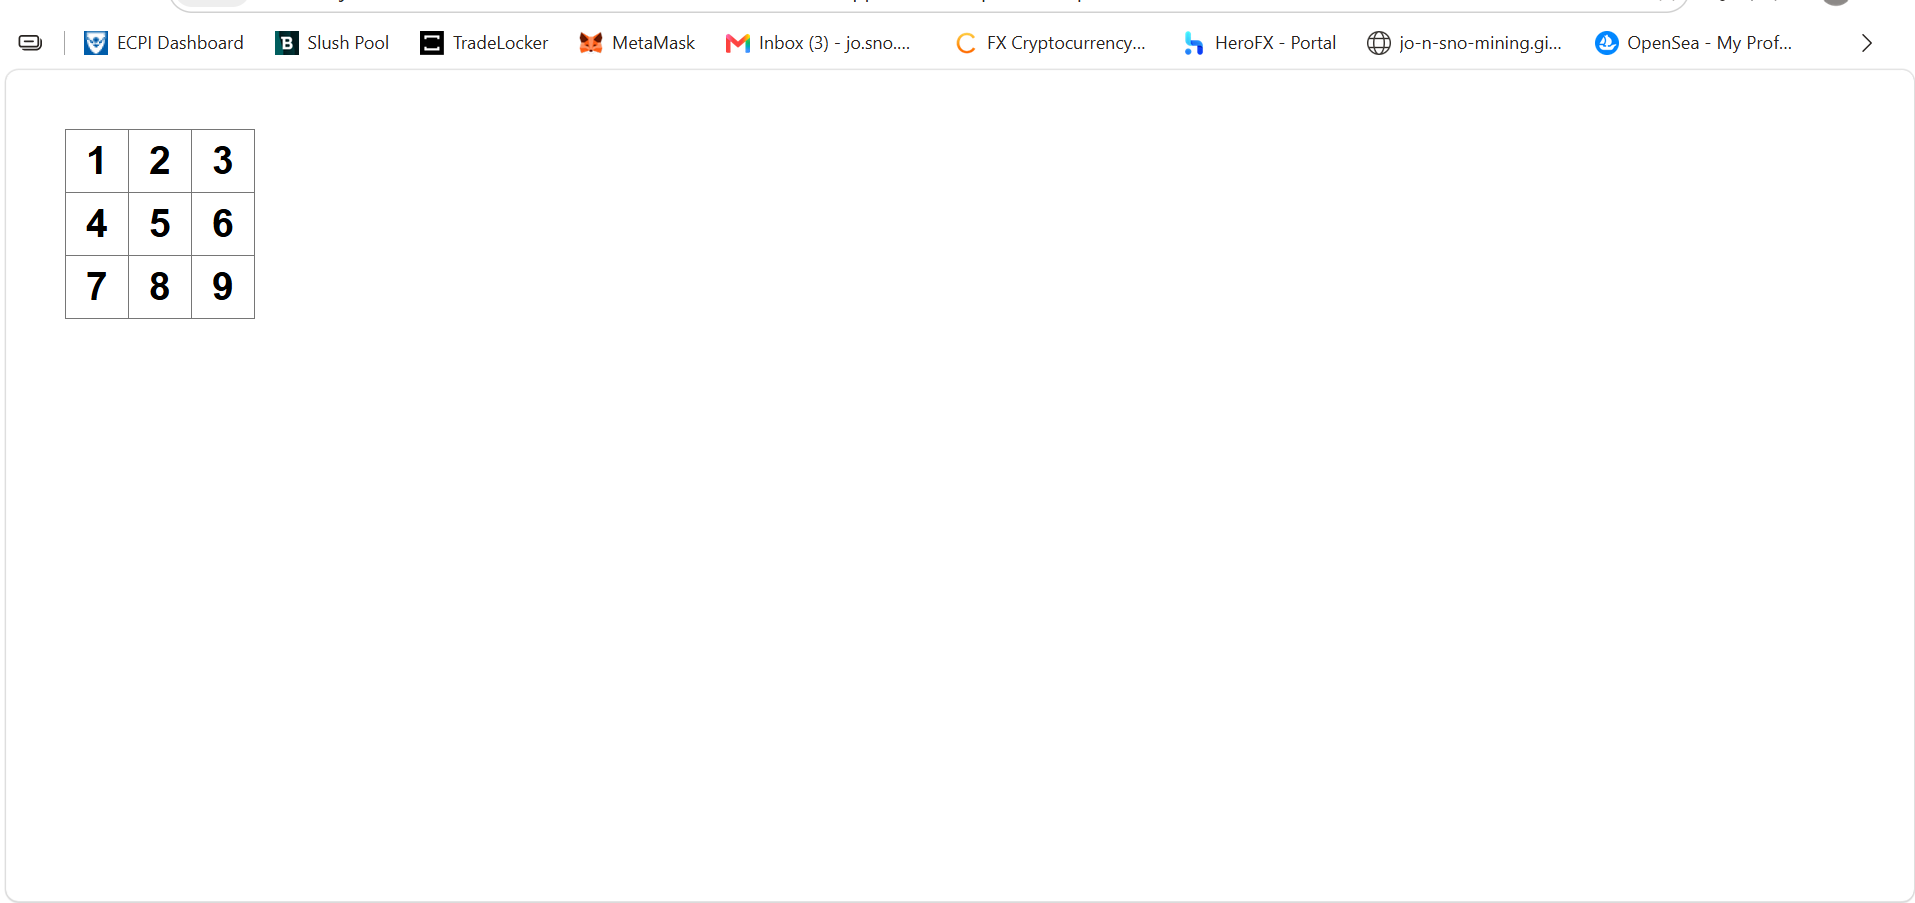 ECPI Dashboard Slush Pool TradeLocker MetaMask Inbox (3) - jo.sno.... FX Cryptocurrency... HeroFX - Portal jo-n-sno-mining.gi... OpenSea - My Prof...
1 2 3
4 5 6
7 8 9